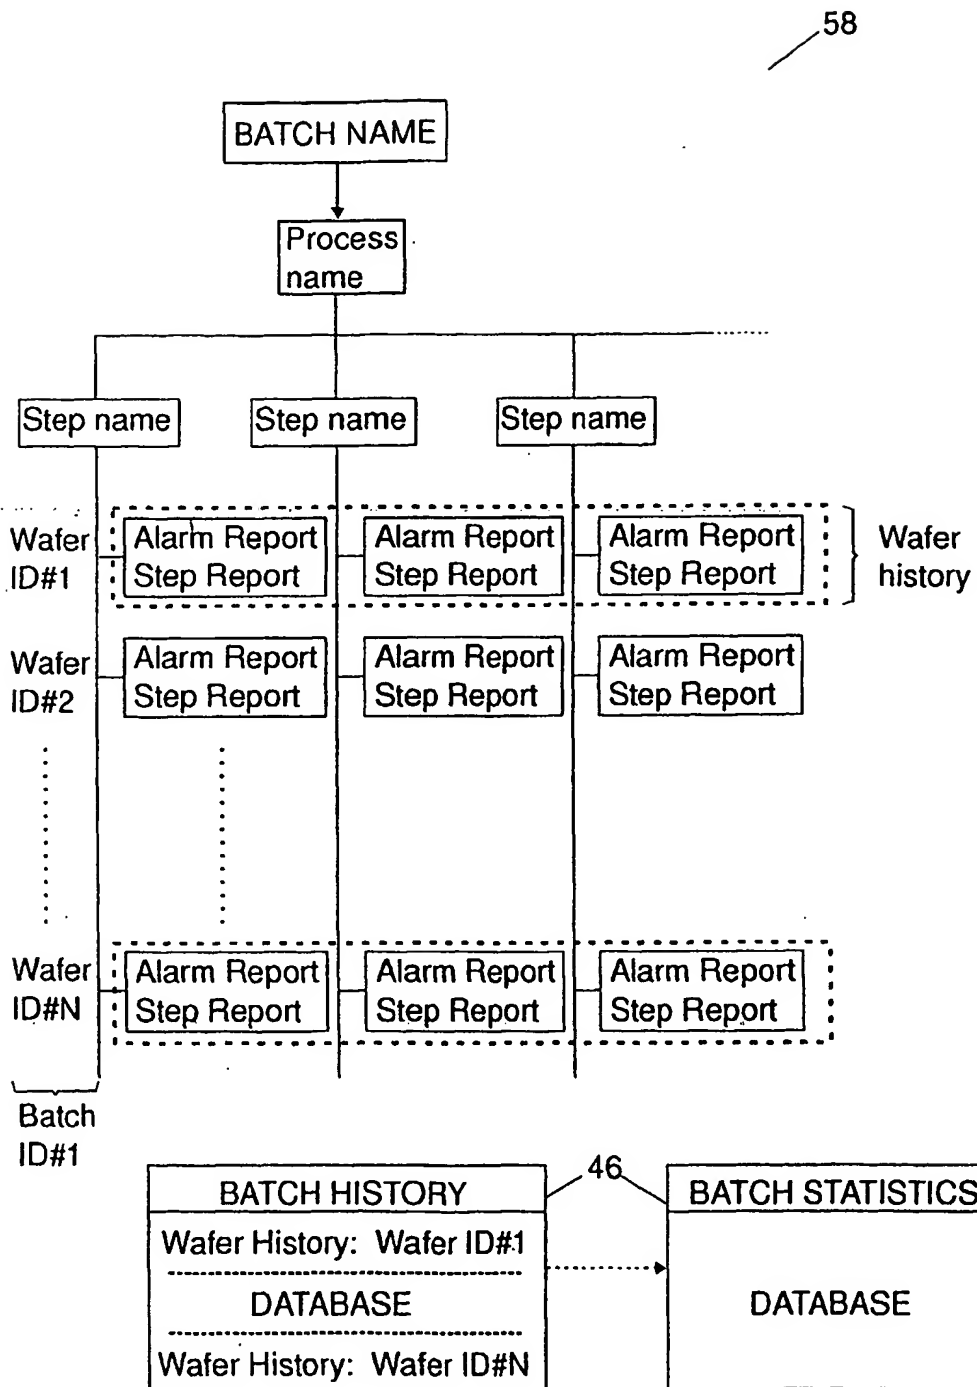 58
BATCH NAME
Process
name
Step name
Step name
Step name
Wafer
ID#1
Alarm Report
Step Report
Alarm Report
Step Report
Alarm Report
Step Report
Wafer
history
Wafer
ID#2
Alarm Report
Step Report
Alarm Report
Step Report
Alarm Report
Step Report
Wafer
ID#N
Alarm Report
Step Report
Alarm Report
Step Report
Alarm Report
Step Report
Batch
ID#1
46
BATCH HISTORY
Wafer History: Wafer ID#1
DATABASE
Wafer History: Wafer ID#N
BATCH STATISTICS
DATABASE